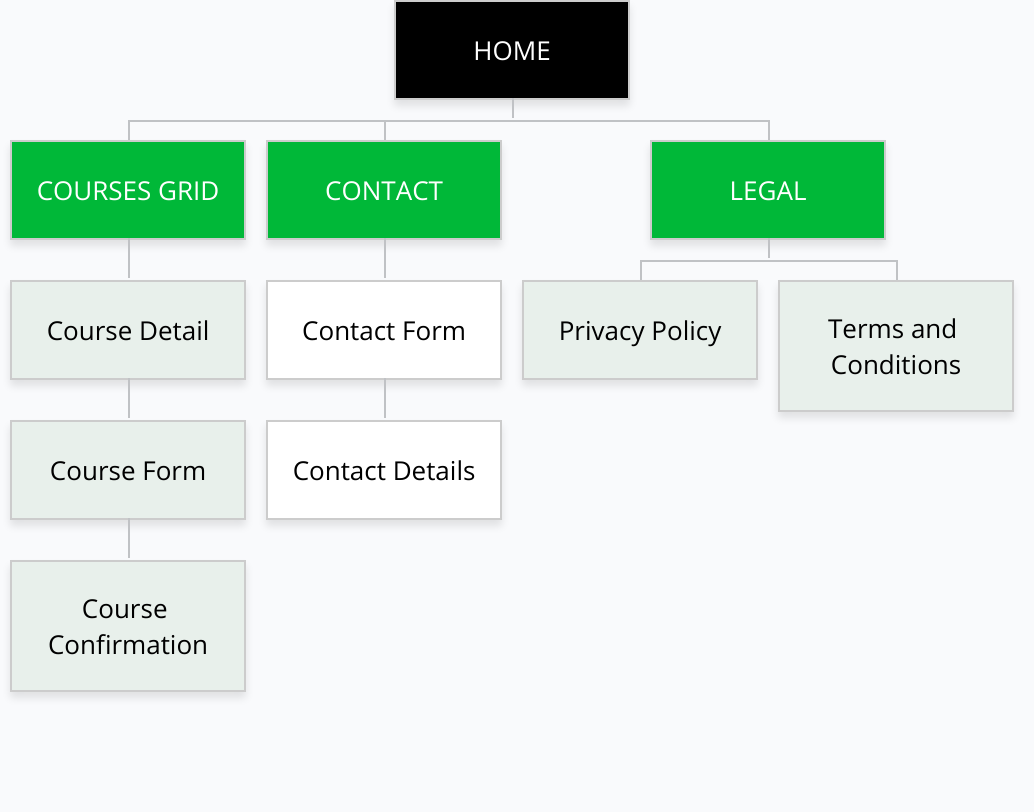 HOME
COURSES GRID
CONTACT
LEGAL
Course Detail
Contact Form
Privacy Policy
Terms and
Conditions
Course Form
Contact Details
Course
Confirmation